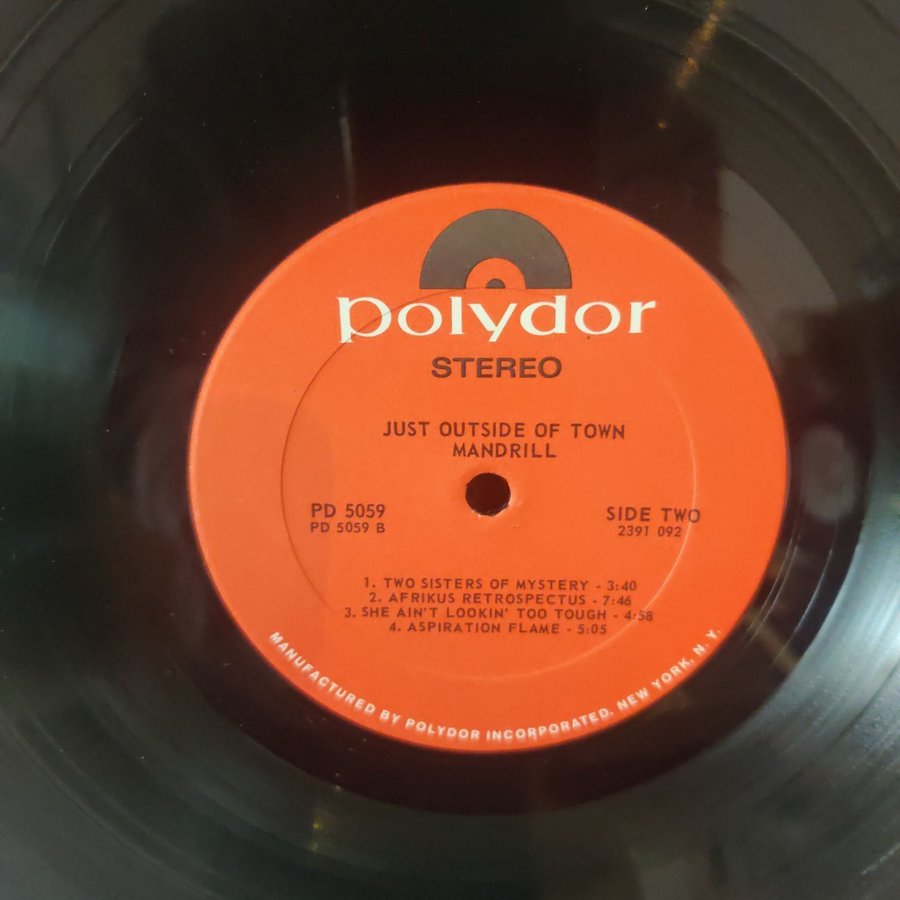 polydor
STEREO
JUST OUTSIDE OF TOWN
MANDRILL
PD 5059
PD 5059 B
SIDE TWO
2391 092
1. TWO SISTERS OF MYSTERY - 3:40
2. AFRIKUS RETROSPECTUS - 7:46
3. SHE AIN'T LOOKIN' TOO TOUGH - 4:58
4. ASPIRATION FLAME - 5:05
MANUFACTURED BY POLYDOR INCORPORATED, NEW YORK, N. Y.